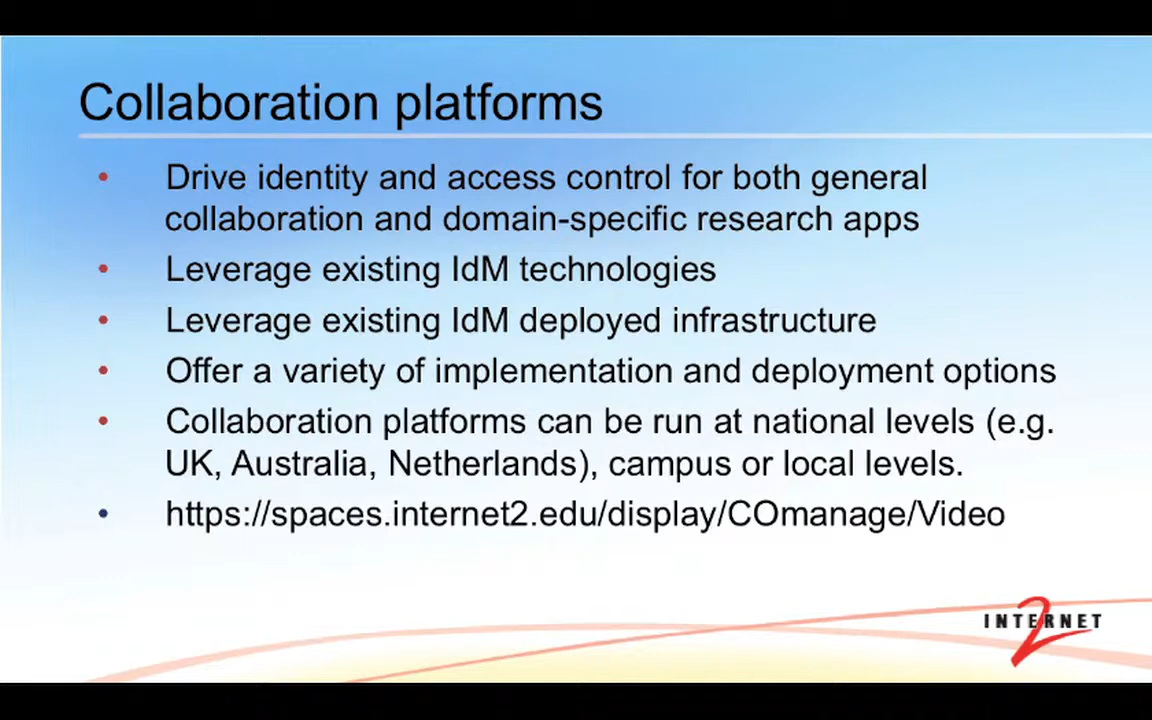 Collaboration platforms
• Drive identity and access control for both general
collaboration and domain-specific research apps
• Leverage existing IdM technologies
• Leverage existing IdM deployed infrastructure
• Offer a variety of implementation and deployment options
• Collaboration platforms can be run at national levels (e.g.
UK, Australia, Netherlands), campus or local levels.
• https://spaces.internet2.edu/display/COmanage/Video
INTERNET
2